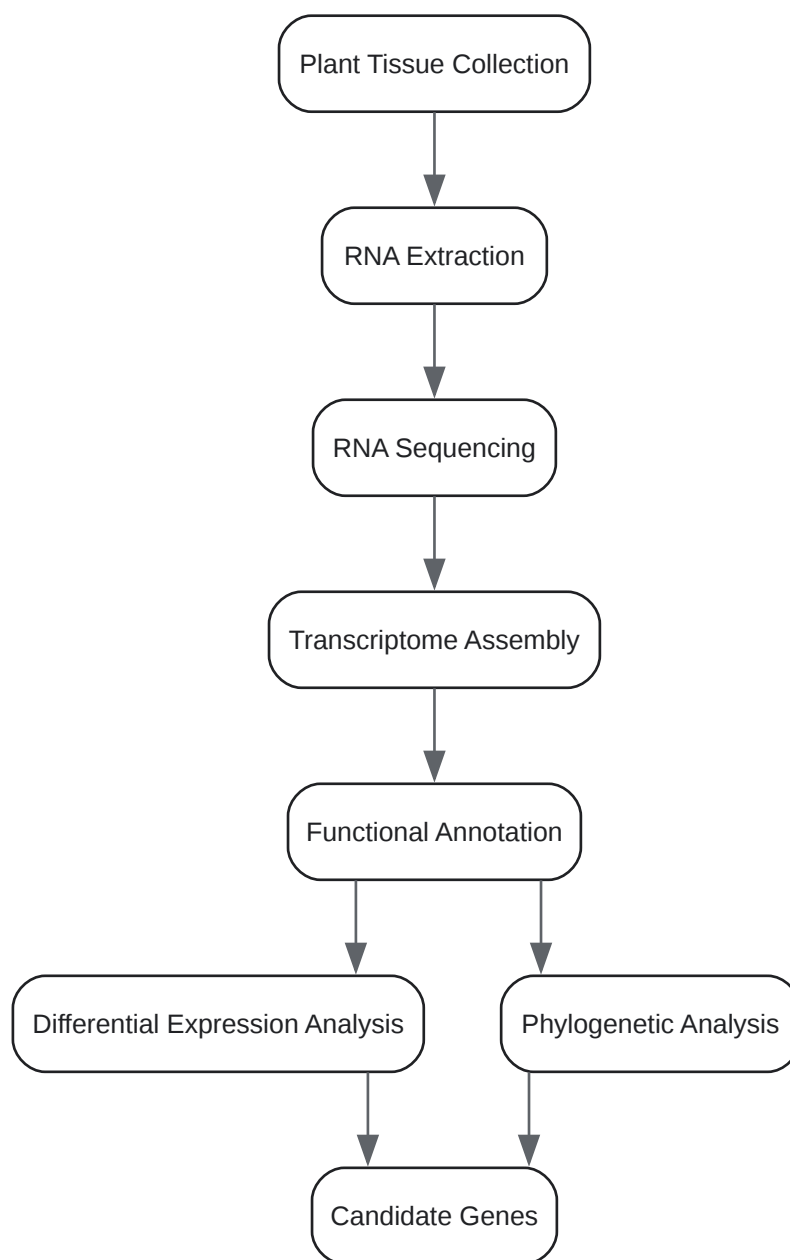 Plant Tissue Collection
RNA Extraction
RNA Sequencing
Transcriptome Assembly
Functional Annotation
Differential Expression Analysis
Phylogenetic Analysis
Candidate Genes